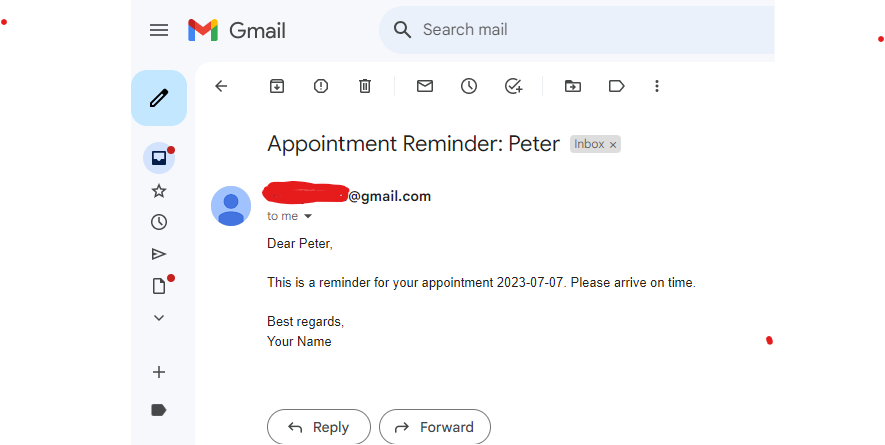 Gmail
Search mail
Appointment Reminder: Peter Inbox ×
@gmail.com
to me
Dear Peter,
This is a reminder for your appointment 2023-07-07. Please arrive on time.
Best regards,
Your Name
Reply Forward